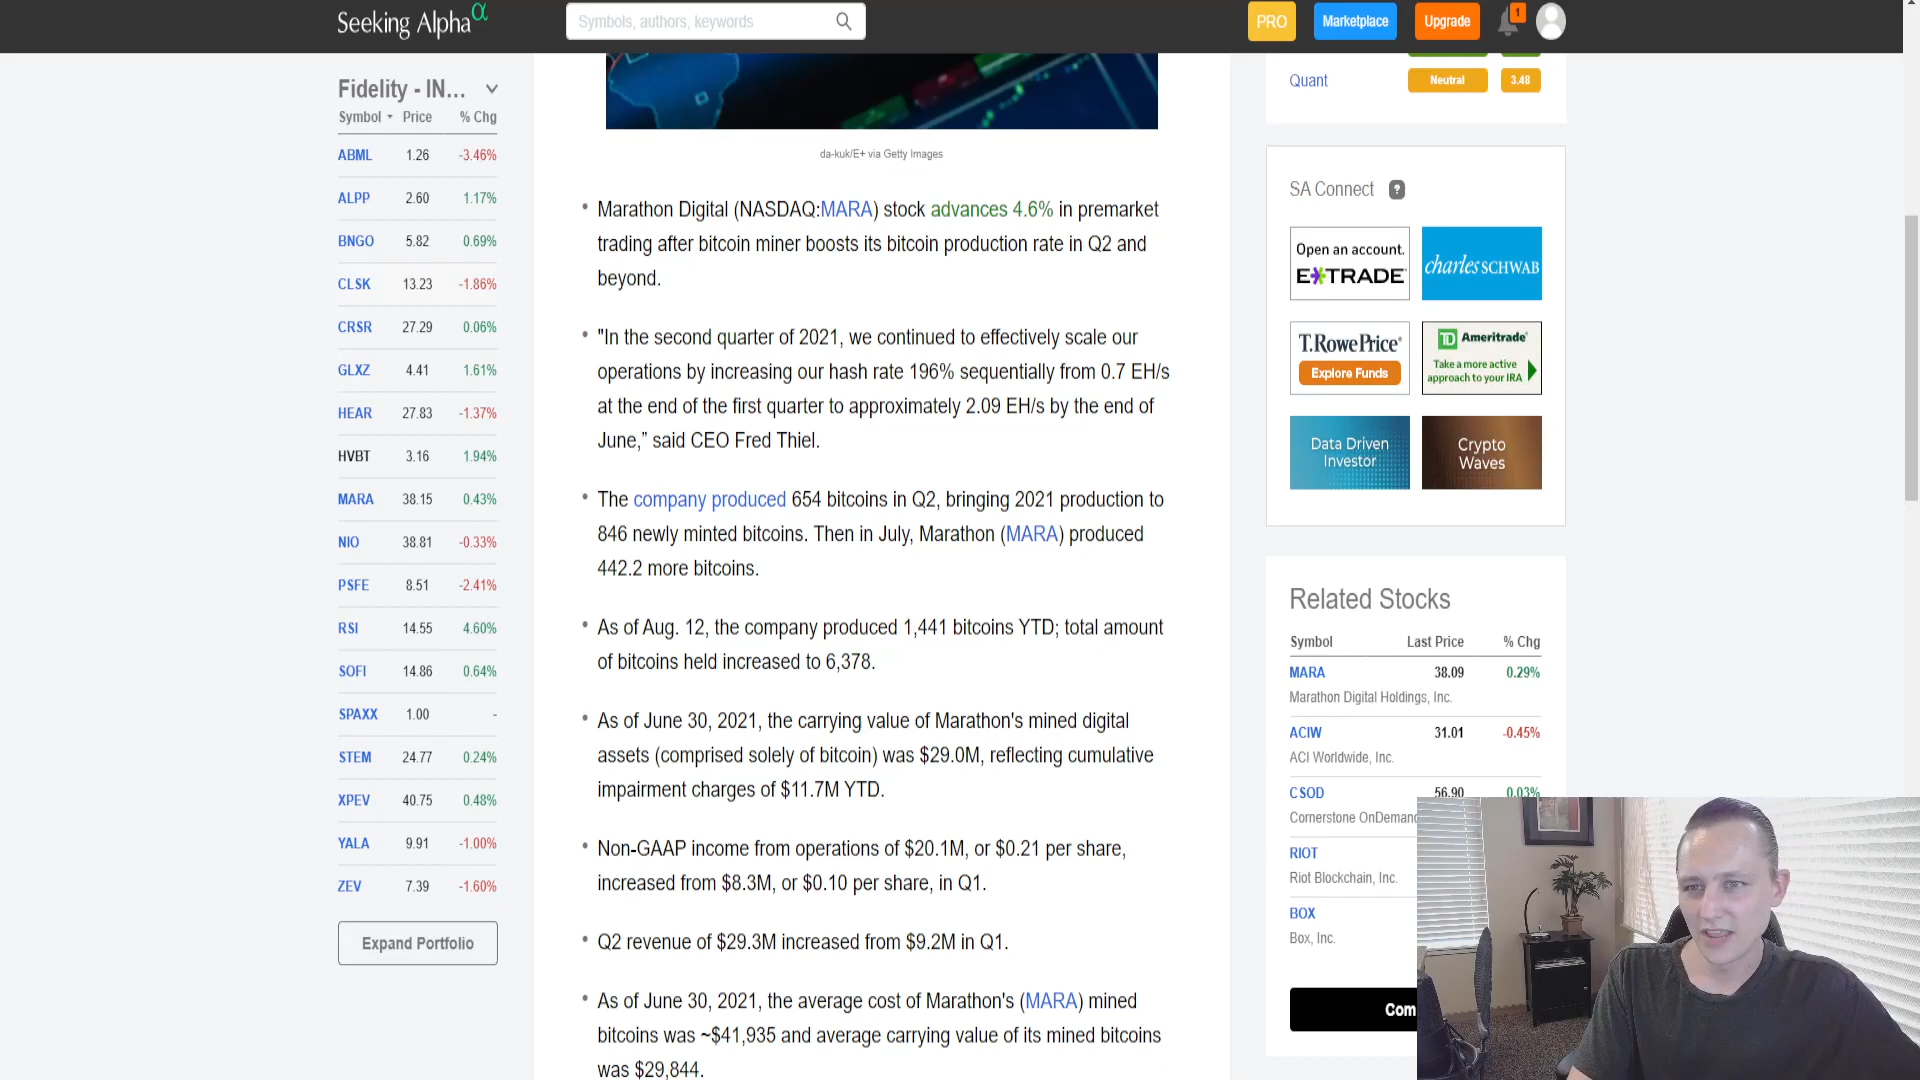 Seeking Alpha α
Symbols, authors, keywords
PRO
Marketplace
Upgrade
1
Fidelity - IN...
Symbol Price % Chg
ABML 1.26 -3.46%
ALPP 2.60 1.17%
BNGO 5.82 0.69%
CLSK 13.23 -1.86%
CRSR 27.29 0.06%
GLXZ 4.41 1.61%
HEAR 27.83 -1.37%
HVBT 3.16 1.94%
MARA 38.15 0.43%
NIO 38.81 -0.33%
PSFE 8.51 -2.41%
RSI 14.55 4.60%
SOFI 14.86 0.64%
SPAXX 1.00 -
STEM 24.77 0.24%
XPEV 40.75 0.48%
YALA 9.91 -1.00%
ZEV 7.39 -1.60%
Expand Portfolio
da-kuk/E+ via Getty Images
• Marathon Digital (NASDAQ:MARA) stock advances 4.6% in premarket
trading after bitcoin miner boosts its bitcoin production rate in Q2 and
beyond.
• "In the second quarter of 2021, we continued to effectively scale our
operations by increasing our hash rate 196% sequentially from 0.7 EH/s
at the end of the first quarter to approximately 2.09 EH/s by the end of
June,” said CEO Fred Thiel.
• The company produced 654 bitcoins in Q2, bringing 2021 production to
846 newly minted bitcoins. Then in July, Marathon (MARA) produced
442.2 more bitcoins.
• As of Aug. 12, the company produced 1,441 bitcoins YTD; total amount
of bitcoins held increased to 6,378.
• As of June 30, 2021, the carrying value of Marathon's mined digital
assets (comprised solely of bitcoin) was $29.0M, reflecting cumulative
impairment charges of $11.7M YTD.
• Non-GAAP income from operations of $20.1M, or $0.21 per share,
increased from $8.3M, or $0.10 per share, in Q1.
• Q2 revenue of $29.3M increased from $9.2M in Q1.
• As of June 30, 2021, the average cost of Marathon's (MARA) mined
bitcoins was ~$41,935 and average carrying value of its mined bitcoins
was $29,844.
Quant Neutral 3.48
SA Connect ?
Open an account.
E*TRADE
charles SCHWAB
T.RowePrice
Explore Funds
TD Ameritrade
Take a more active
approach to your IRA
Data Driven
Investor
Crypto
Waves
Related Stocks
Symbol Last Price % Chg
MARA 38.09 0.29%
Marathon Digital Holdings, Inc.
ACIW 31.01 -0.45%
ACI Worldwide, Inc.
CSOD 56.90 0.03%
Cornerstone OnDemand
RIOT
Riot Blockchain, Inc.
BOX
Box, Inc.
Com